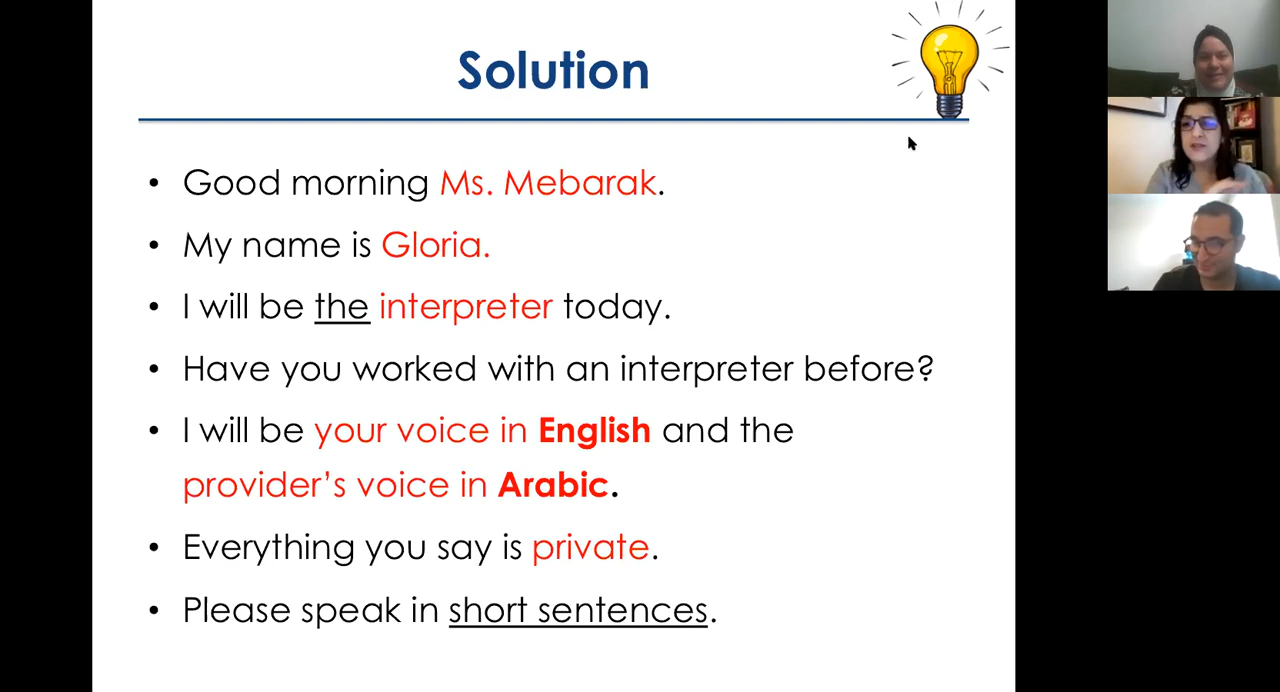 Solution
• Good morning Ms. Mebarak.
• My name is Gloria.
• I will be the interpreter today.
• Have you worked with an interpreter before?
• I will be your voice in English and the
provider’s voice in Arabic.
• Everything you say is private.
• Please speak in short sentences.